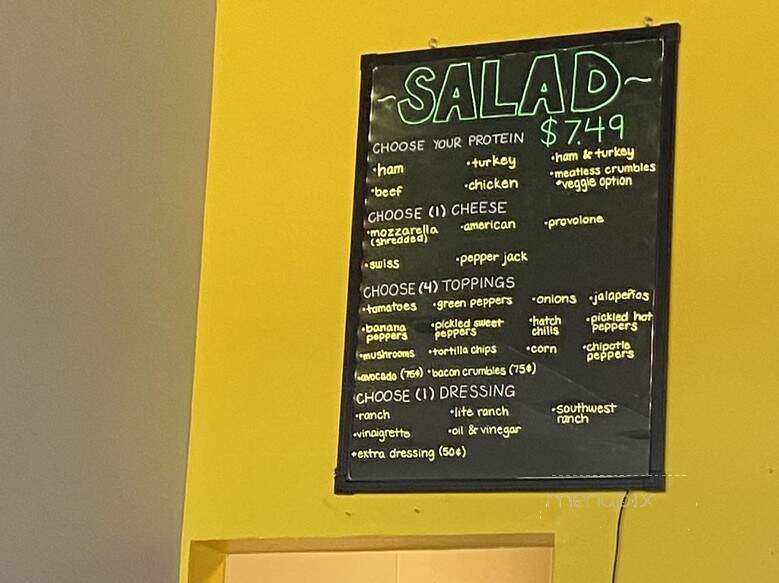 ~SALAD~
$7.49
CHOOSE YOUR PROTEIN
•ham •turkey •ham & turkey
•beef •chicken •meatless crumbles
*veggie option
CHOOSE (1) CHEESE
•mozzarella •american •provolone
(shredded)
•swiss •pepper jack
CHOOSE (4) TOPPINGS
•tomatoes •green peppers •onions •jalapeños
•banana peppers •pickled sweet peppers •hatch chills •pickled hot peppers
•mushrooms •tortilla chips •corn •chipotle peppers
•avocado (75¢) •bacon crumbles (75¢)
CHOOSE (1) DRESSING
•ranch •lite ranch •southwest ranch
•vinaigrette •oil & vinegar
•extra dressing (50¢)
menupix